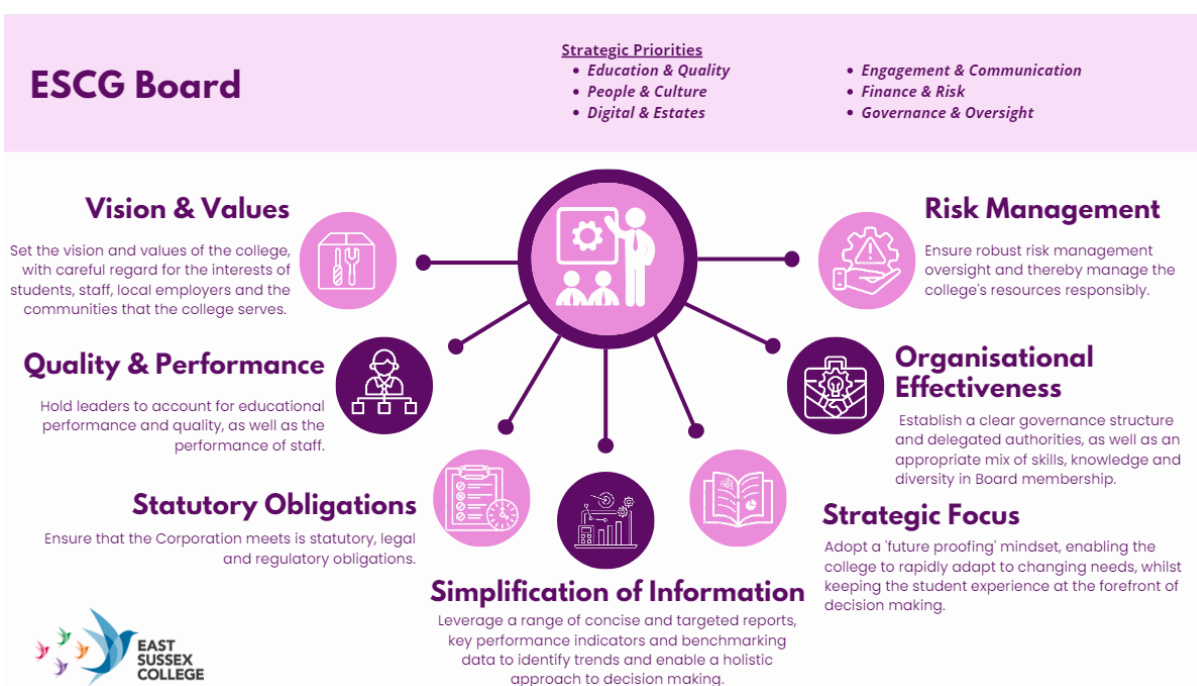 ESCG Board
Strategic Priorities
• Education & Quality
• People & Culture
• Digital & Estates
• Engagement & Communication
• Finance & Risk
• Governance & Oversight
Vision & Values
Set the vision and values of the college,
with careful regard for the interests of
students, staff, local employers and the
communities that the college serves.
Quality & Performance
Hold leaders to account for educational
performance and quality, as well as the
performance of staff.
Statutory Obligations
Ensure that the Corporation meets is statutory, legal
and regulatory obligations.
Simplification of Information
Leverage a range of concise and targeted reports,
key performance indicators and benchmarking
data to identify trends and enable a holistic
approach to decision making.
Strategic Focus
Adopt a 'future proofing' mindset, enabling the
college to rapidly adapt to changing needs, whilst
keeping the student experience at the forefront of
decision making.
Organisational
Effectiveness
Establish a clear governance structure
and delegated authorities, as well as an
appropriate mix of skills, knowledge and
diversity in Board membership.
Risk Management
Ensure robust risk management
oversight and thereby manage the
college's resources responsibly.
EAST
SUSSEX
COLLEGE